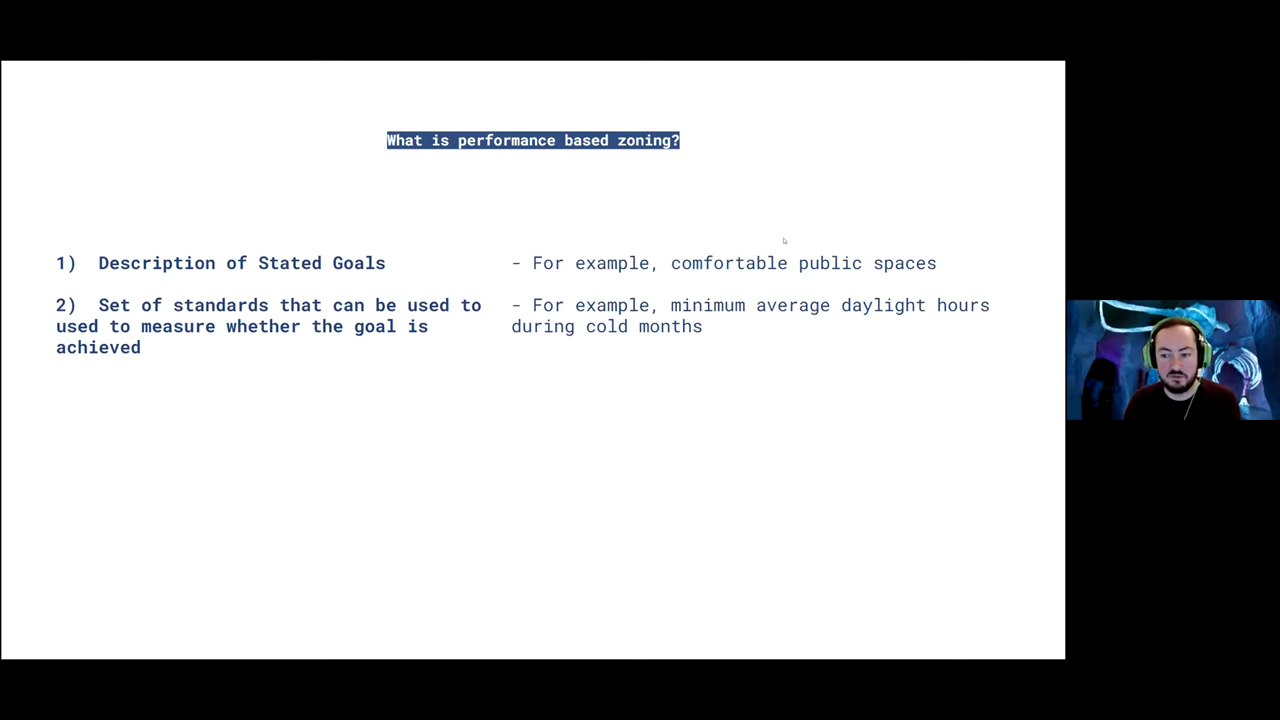 What is performance based zoning?
1) Description of Stated Goals
- For example, comfortable public spaces
2) Set of standards that can be used to
used to measure whether the goal is
achieved
- For example, minimum average daylight hours
during cold months